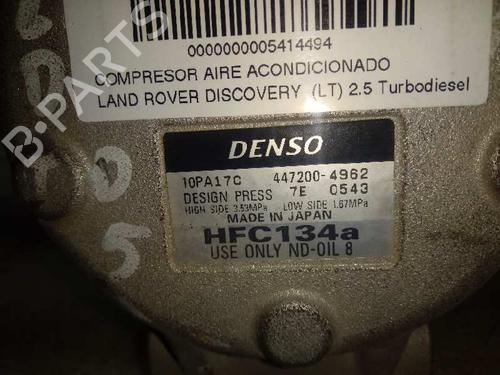 0000000005414494
COMPRESOR AIRE ACONDICIONADO
LAND ROVER DISCOVERY (LT) 2.5 Turbodiesel
B-PARTS
DENSO
10PA17C 447200-4962
DESIGN PRESS 7E 0543
HIGH SIDE 3.53MPa LOW SIDE 1.67MPa
MADE IN JAPAN
HFC134a
USE ONLY ND-OIL 8